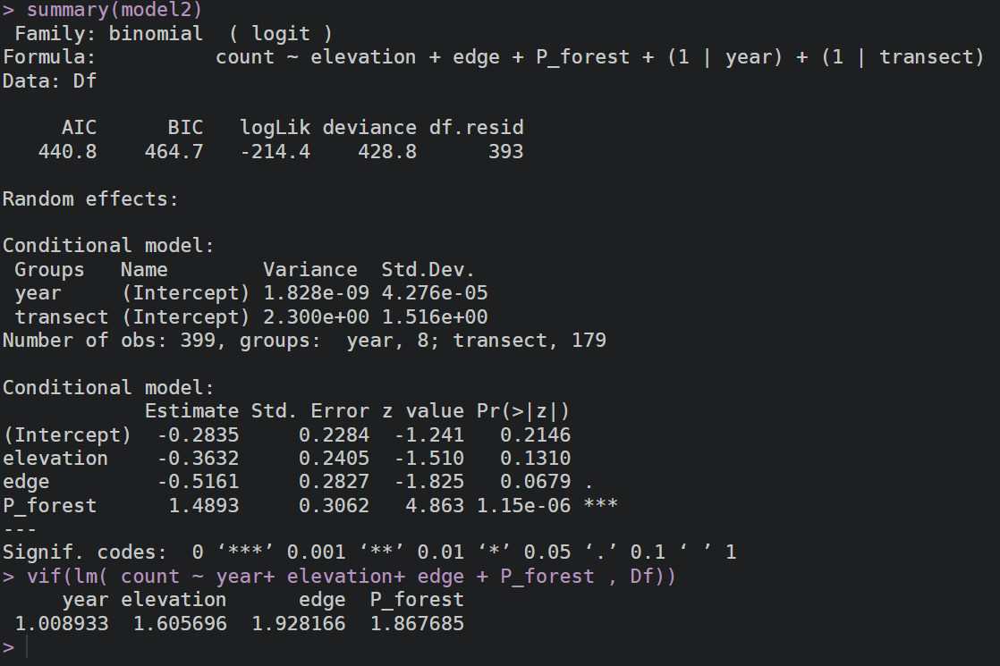 > summary(model2)
 Family: binomial  ( logit )
Formula:          count ~ elevation + edge + P_forest + (1 | year) + (1 | transect)
Data: Df

     AIC      BIC   logLik deviance df.resid
   440.8    464.7   -214.4    428.8      393

Random effects:

Conditional model:
 Groups   Name        Variance  Std.Dev.
 year     (Intercept) 1.828e-09 4.276e-05
 transect (Intercept) 2.300e+00 1.516e+00
Number of obs: 399, groups:  year, 8; transect, 179

Conditional model:
            Estimate Std. Error z value Pr(>|z|)
(Intercept)  -0.2835     0.2284  -1.241   0.2146
elevation    -0.3632     0.2405  -1.510   0.1310
edge         -0.5161     0.2827  -1.825   0.0679 .
P_forest      1.4893     0.3062   4.863 1.15e-06 ***
---
Signif. codes:  0 ‘***’ 0.001 ‘**’ 0.01 ‘*’ 0.05 ‘.’ 0.1 ‘ ’ 1
> vif(lm( count ~ year+ elevation+ edge + P_forest , Df))
     year elevation      edge  P_forest
 1.008933  1.605696  1.928166  1.867685
>